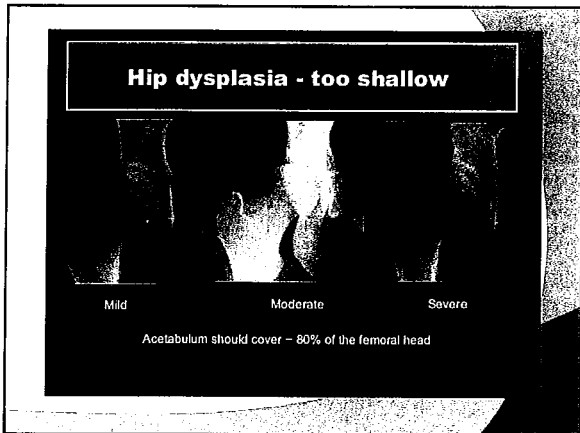 Hip dysplasia - too shallow
Mild Moderate Severe
Acetabulum should cover ~ 80% of the femoral head